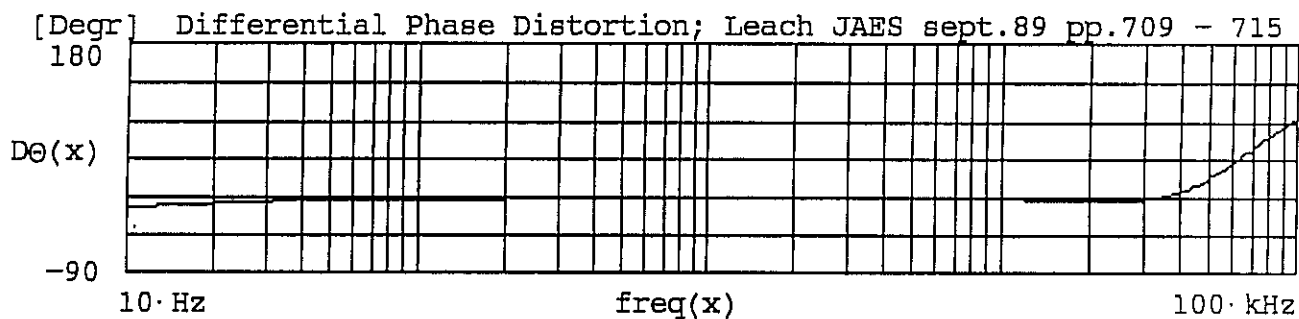 [Degr] Differential Phase Distortion; Leach JAES sept.89 pp.709 - 715
180
DΘ(x)
-90
10·Hz freq(x) 100·kHz